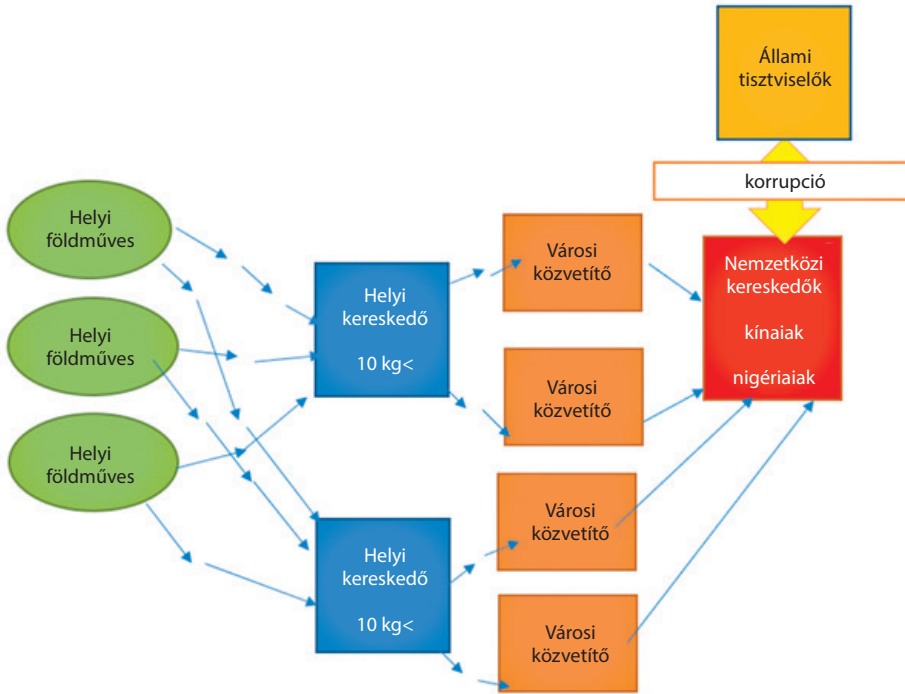 Állami
tisztviselők
korrupció
Helyi
földműves
Helyi
földműves
Helyi
földműves
Helyi
kereskedő
10 kg<
Helyi
kereskedő
10 kg<
Városi
közvetítő
Városi
közvetítő
Városi
közvetítő
Városi
közvetítő
Nemzetközi
kereskedők
kínaiak
nigériaiak